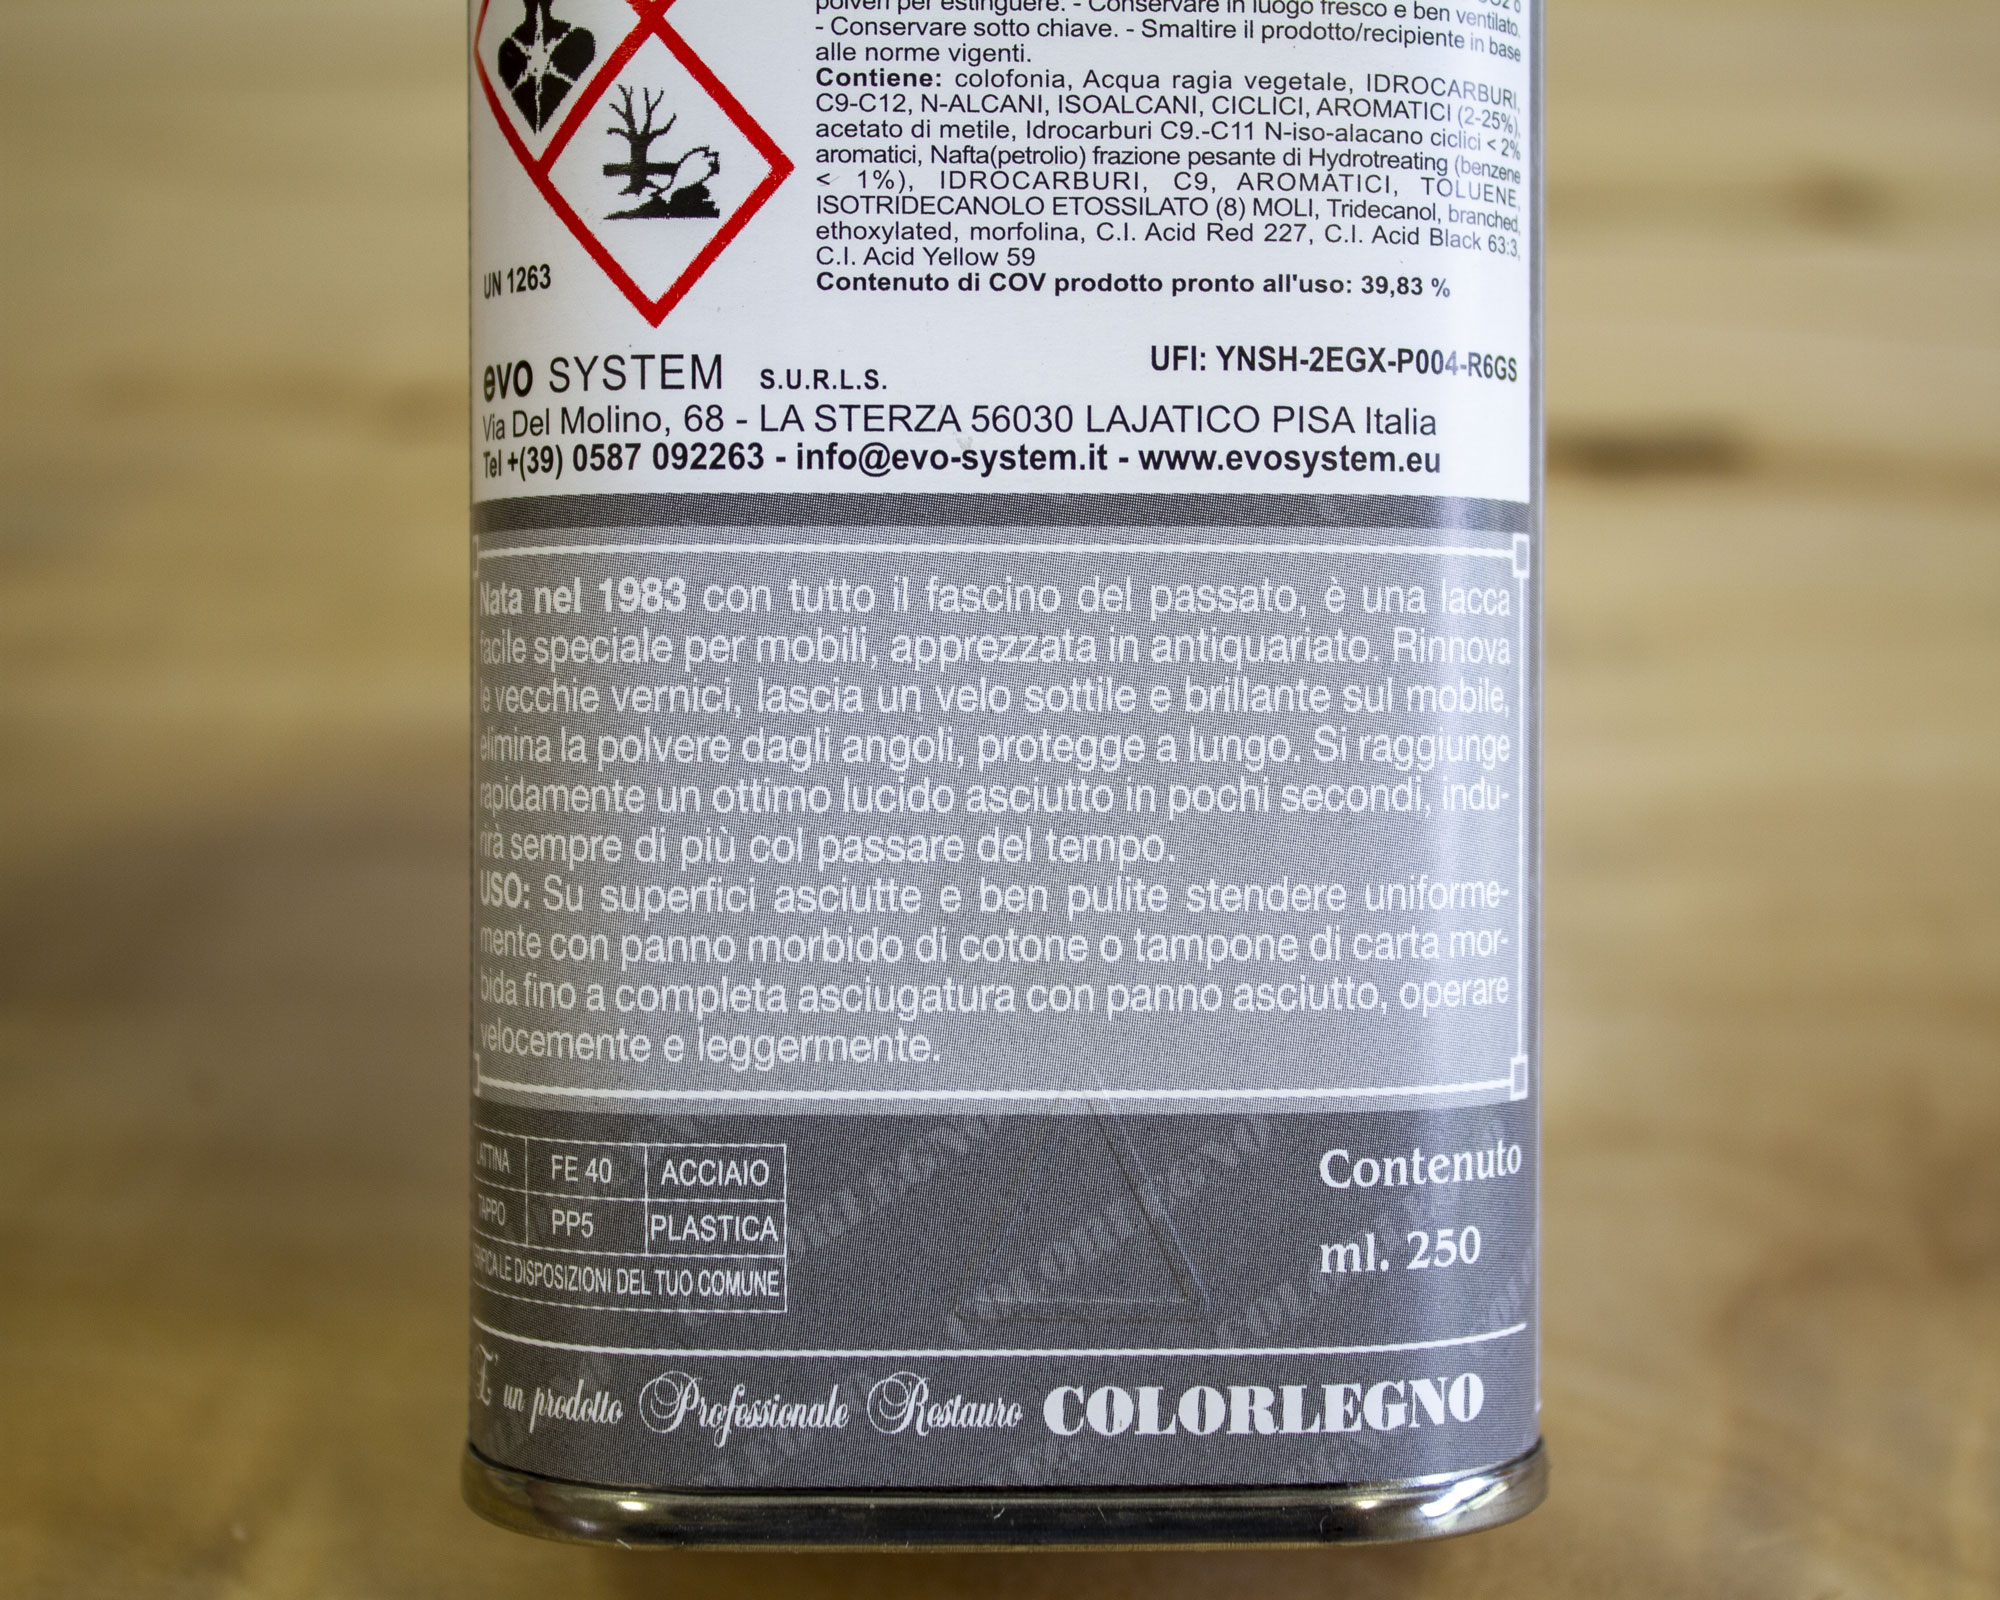 polveri per estinguere. - Conservare in luogo fresco e ben ventilato.
- Conservare sotto chiave. - Smaltire il prodotto/recipiente in base
alle norme vigenti.
Contiene: colofonia, Acqua ragia vegetale, IDROCARBURI,
C9-C12, N-ALCANI, ISOALCANI, CICLICI, AROMATICI (2-25%),
acetato di metile, Idrocarburi C9.-C11 N-iso-alacano ciclici < 2%
aromatici, Nafta(petrolio) frazione pesante di Hydrotreating (benzene
< 1%), IDROCARBURI, C9, AROMATICI, TOLUENE,
ISOTRIDECANOLO ETOSSILATO (8) MOLI, Tridecanol, branched,
ethoxylated, morfolina, C.I. Acid Red 227, C.I. Acid Black 63:3,
C.I. Acid Yellow 59
Contenuto di COV prodotto pronto all'uso: 39,83 %
UN 1263
UFI: YNSH-2EGX-P004-R6GS
evo SYSTEM S.U.R.L.S.
Via Del Molino, 68 - LA STERZA 56030 LAJATICO PISA Italia
Tel +(39) 0587 092263 - info@evo-system.it - www.evosystem.eu
Nata nel 1983 con tutto il fascino del passato, è una lacca
facile speciale per mobili, apprezzata in antiquariato. Rinnova
le vecchie vernici, lascia un velo sottile e brillante sul mobile,
elimina la polvere dagli angoli, protegge a lungo. Si raggiunge
rapidamente un ottimo lucido asciutto in pochi secondi, indu-
rirà sempre di più col passare del tempo.
USO: Su superfici asciutte e ben pulite stendere uniforme-
mente con panno morbido di cotone o tampone di carta mor-
bida fino a completa asciugatura con panno asciutto, operare
velocemente e leggermente.
LATTINA FE 40 ACCIAIO
TAPPO PP5 PLASTICA
VERIFICA LE DISPOSIZIONI DEL TUO COMUNE
Contenuto
ml. 250
E' un prodotto Professionale Restauro COLORLEGNO